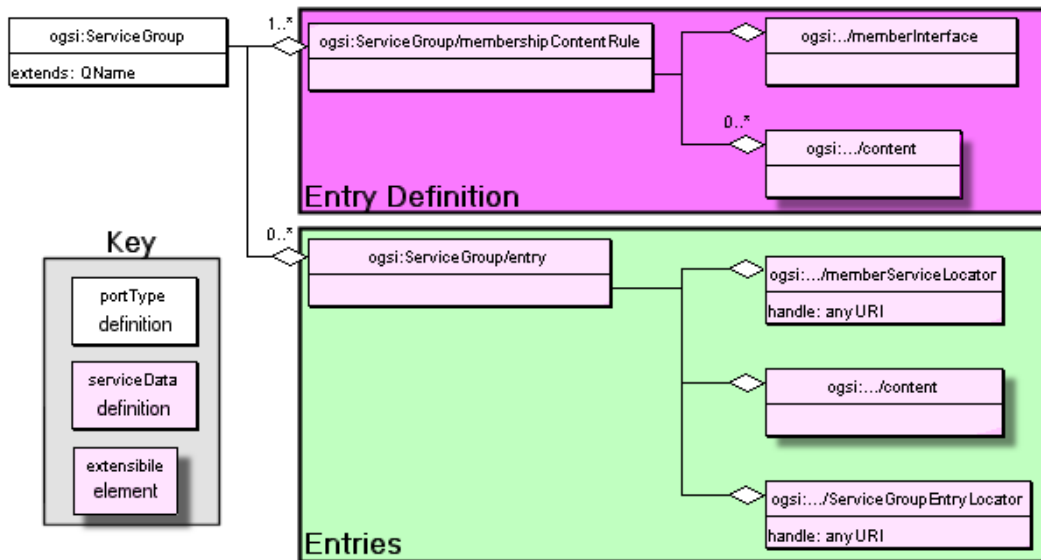 ogsi:ServiceGroup
extends: QName
1..*
ogsi:ServiceGroup/membershipContentRule
ogsi:../memberInterface
0..*
ogsi:.../content
Entry Definition
0..*
ogsi:ServiceGroup/entry
ogsi:.../memberServiceLocator
handle: anyURI
ogsi:.../content
ogsi:.../ServiceGroupEntryLocator
handle: anyURI
Entries
Key
portType
definition
serviceData
definition
extensibile
element